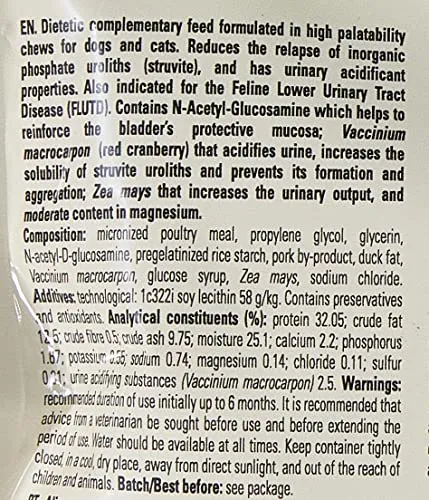 EN. Dietetic complementary feed formulated in high palatability
chews for dogs and cats. Reduces the relapse of inorganic
phosphate uroliths (struvite), and has urinary acidificant
properties. Also indicated for the Feline Lower Urinary Tract
Disease (FLUTD). Contains N-Acetyl-Glucosamine which helps to
reinforce the bladder's protective mucosa; Vaccinium
macrocarpon (red cranberry) that acidifies urine, increases the
solubility of struvite uroliths and prevents its formation and
aggregation; Zea mays that increases the urinary output, and
moderate content in magnesium.
Composition: micronized poultry meal, propylene glycol, glycerin,
N-acetyl-D-glucosamine, pregelatinized rice starch, pork by-product, duck fat,
Vaccinium macrocarpon, glucose syrup, Zea mays, sodium chloride.
Additives: technological: 1c322i soy lecithin 58 g/kg. Contains preservatives
and antioxidants. Analytical constituents (%): protein 32.05; crude fat
12.5; crude fibre 0.5; crude ash 9.75; moisture 25.1; calcium 2.2; phosphorus
1.67; potassium 0.55; sodium 0.74; magnesium 0.14; chloride 0.11; sulfur
0.21; urine acidifying substances (Vaccinium macrocarpon) 2.5. Warnings:
recommended duration of use initially up to 6 months. It is recommended that
advice from a veterinarian be sought before use and before extending the
period of use. Water should be available at all times. Keep container tightly
closed, in a cool, dry place, away from direct sunlight, and out of the reach of
children and animals. Batch/Best before: see package.